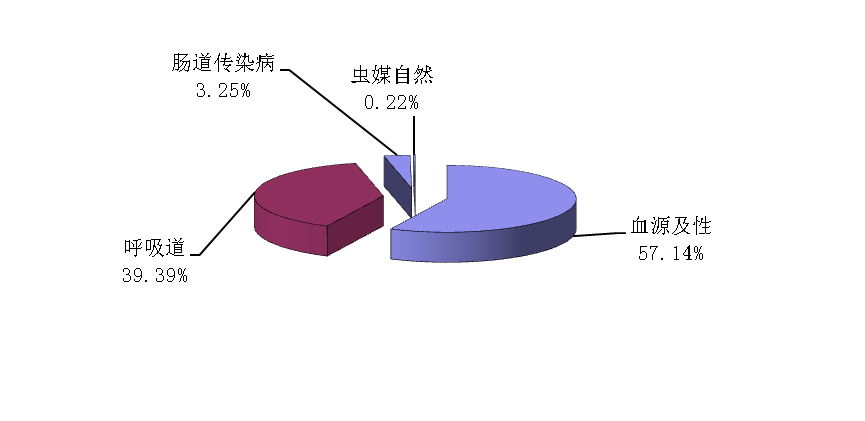 肠道传染病
3.25%
虫媒自然
0.22%
血源及性
57.14%
呼吸道
39.39%